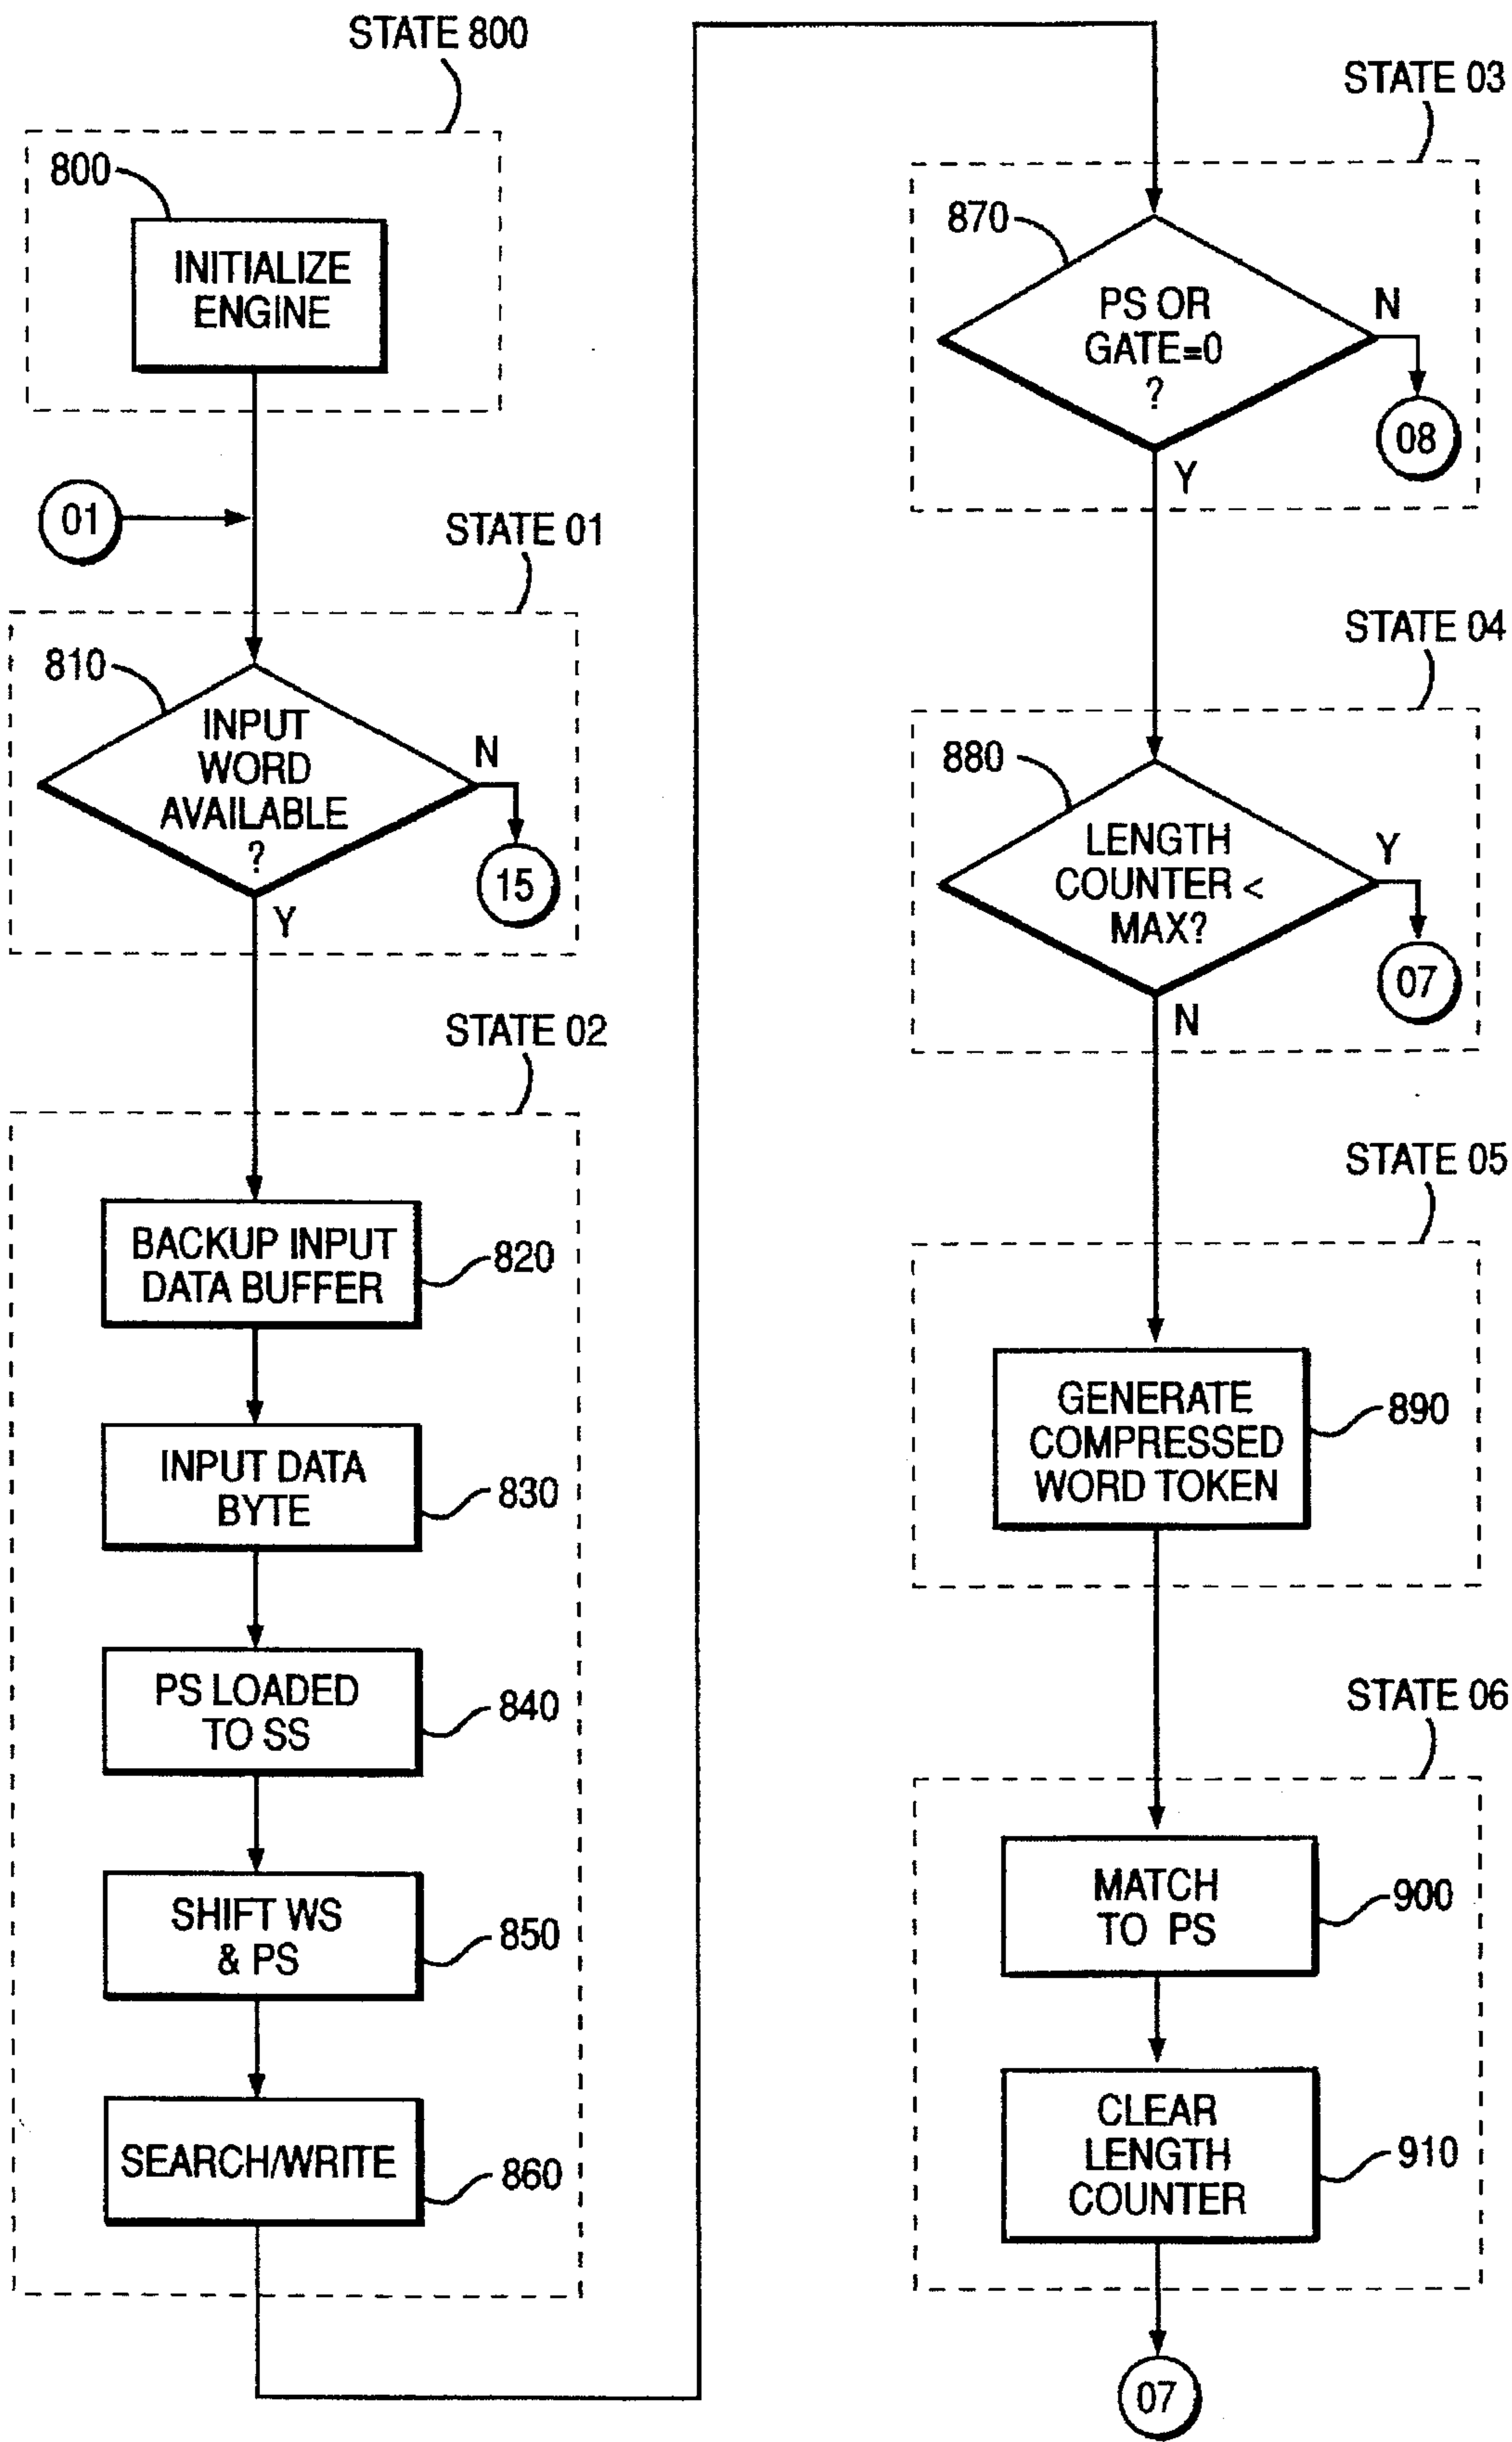 STATE 800
800
INITIALIZE
ENGINE
01
STATE 01
810
INPUT
WORD
AVAILABLE
?
N
15
Y
STATE 02
BACKUP INPUT
DATA BUFFER
820
INPUT DATA
BYTE
830
PS LOADED
TO SS
840
SHIFT WS
& PS
850
SEARCH/WRITE
860
STATE 03
870
PS OR
GATE=0
?
N
08
Y
STATE 04
880
LENGTH
COUNTER <
MAX?
Y
07
N
STATE 05
GENERATE
COMPRESSED
WORD TOKEN
890
STATE 06
MATCH
TO PS
900
CLEAR
LENGTH
COUNTER
910
07